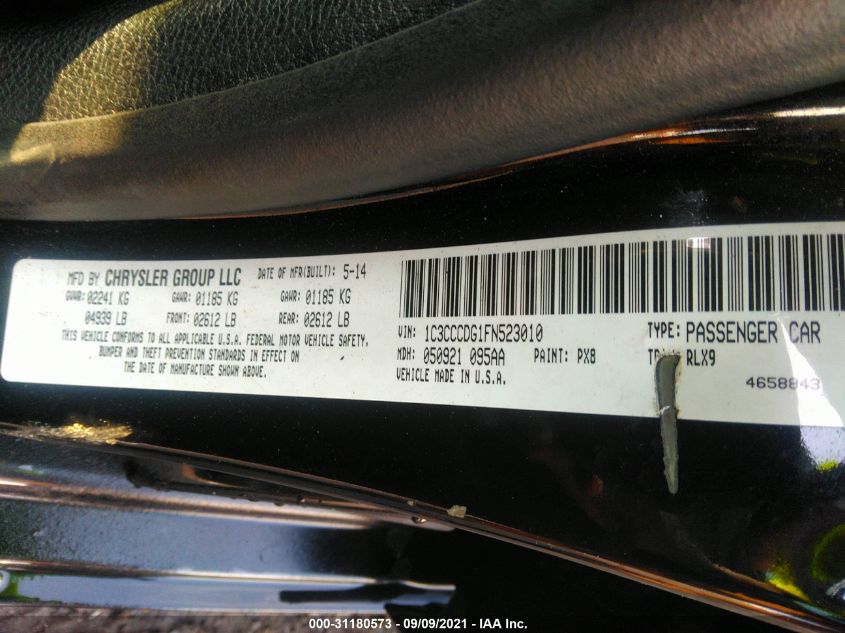 MFD BY CHRYSLER GROUP LLC DATE OF MFR(BUILT): 5-14
GVWR: 02241 KG GAWR: 01185 KG GAWR: 01185 KG
04939 LB FRONT: 02612 LB REAR: 02612 LB
THIS VEHICLE CONFORMS TO ALL APPLICABLE U.S.A. FEDERAL MOTOR VEHICLE SAFETY,
BUMPER AND THEFT PREVENTION STANDARDS IN EFFECT ON
THE DATE OF MANUFACTURE SHOWN ABOVE.
VIN: 1C3CCCDG1FN523010 TYPE: PASSENGER CAR
MDH: 050921 095AA PAINT: PX8 RLX9
VEHICLE MADE IN U.S.A. 4658843
000-31180573 - 09/09/2021 - IAA Inc.